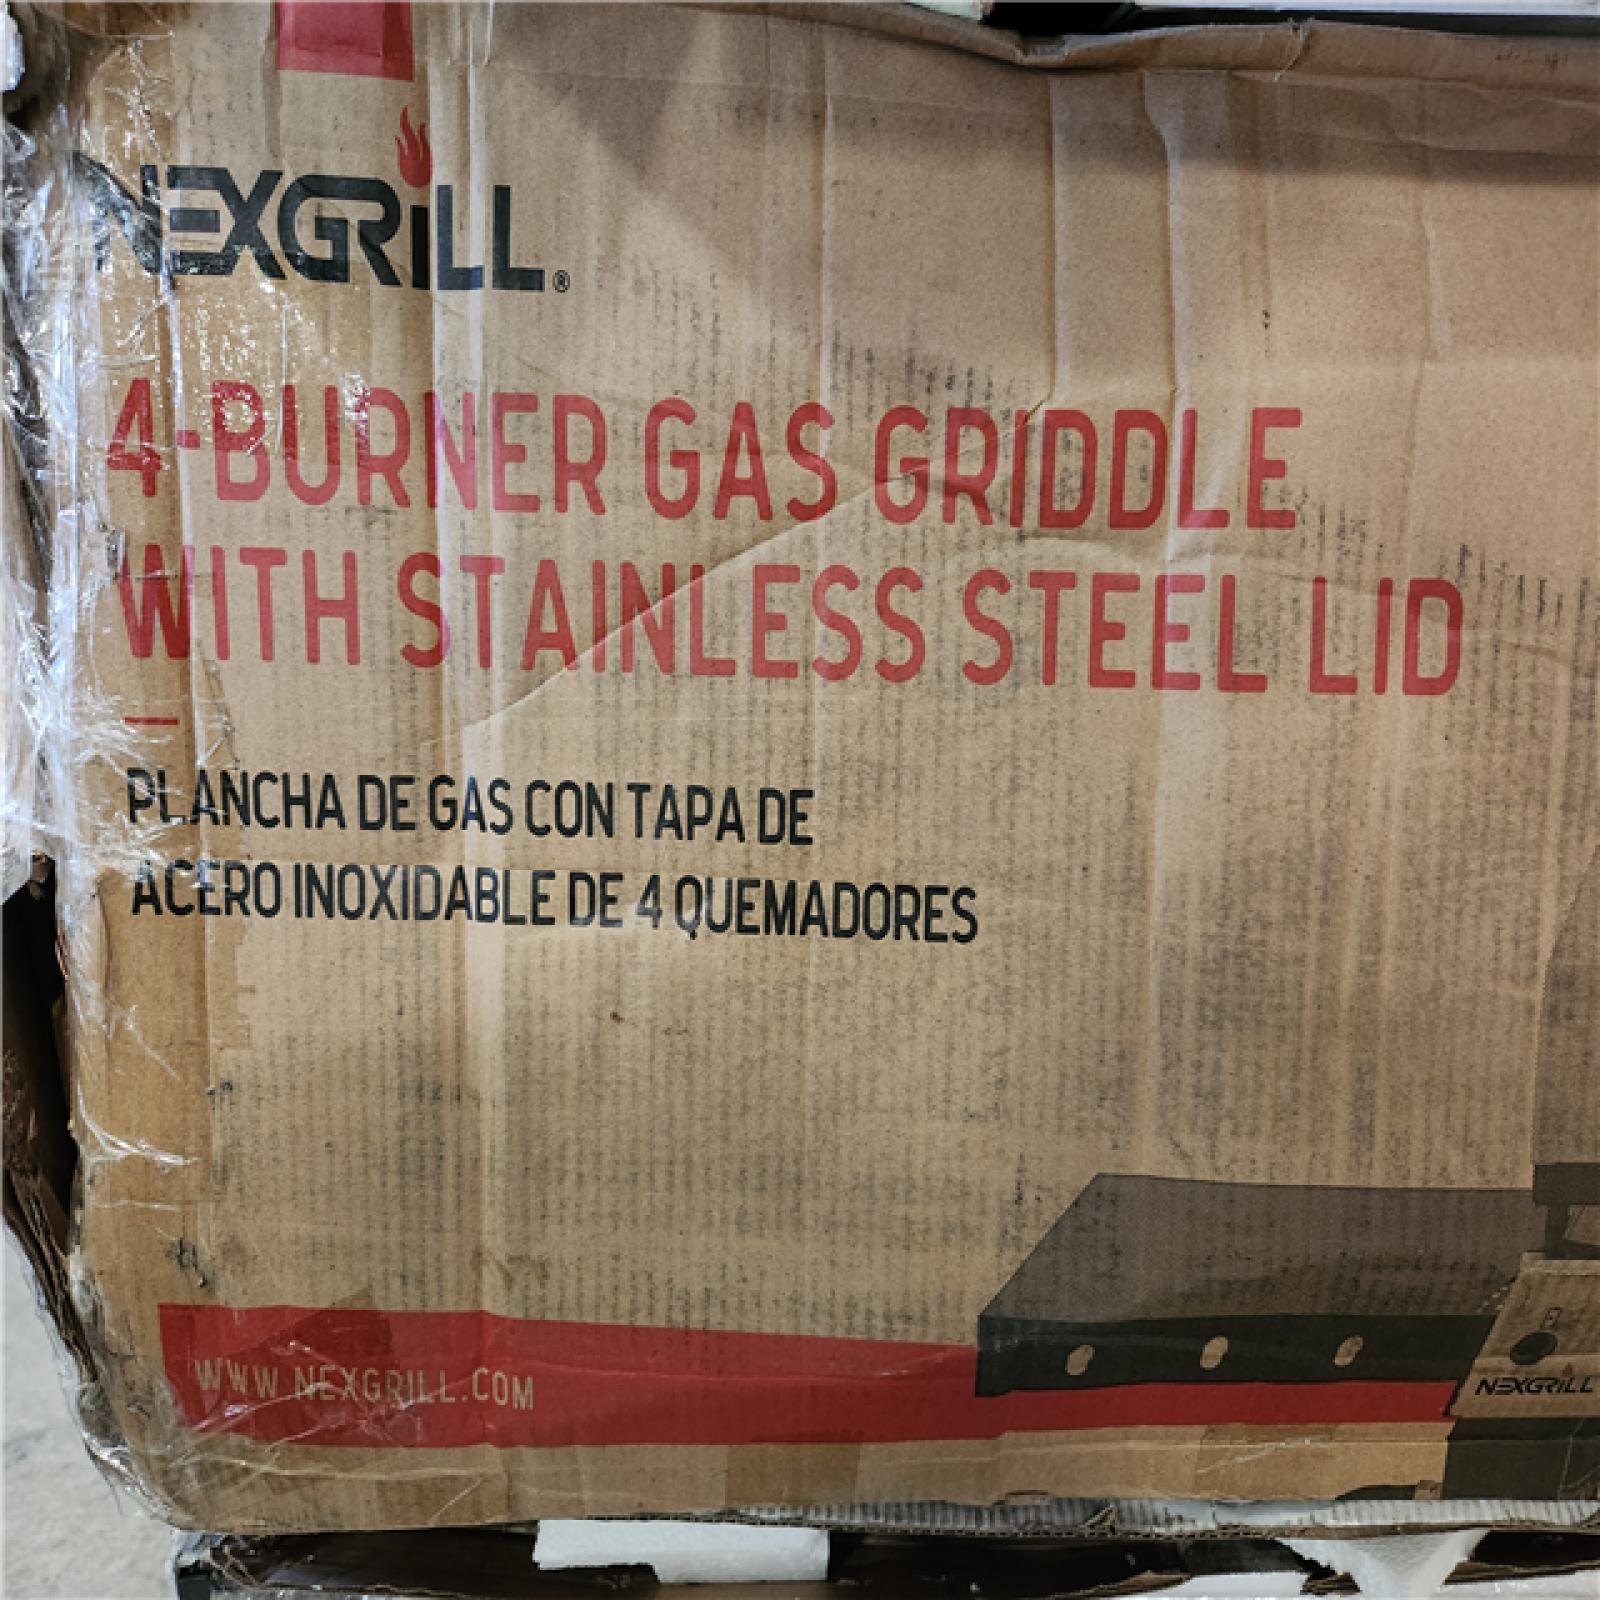 NEXGRILL®
4-BURNER GAS GRIDDLE
WITH STAINLESS STEEL LID
PLANCHA DE GAS CON TAPA DE
ACERO INOXIDABLE DE 4 QUEMADORES
WWW.NEXGRILL.COM
NEXGRILL